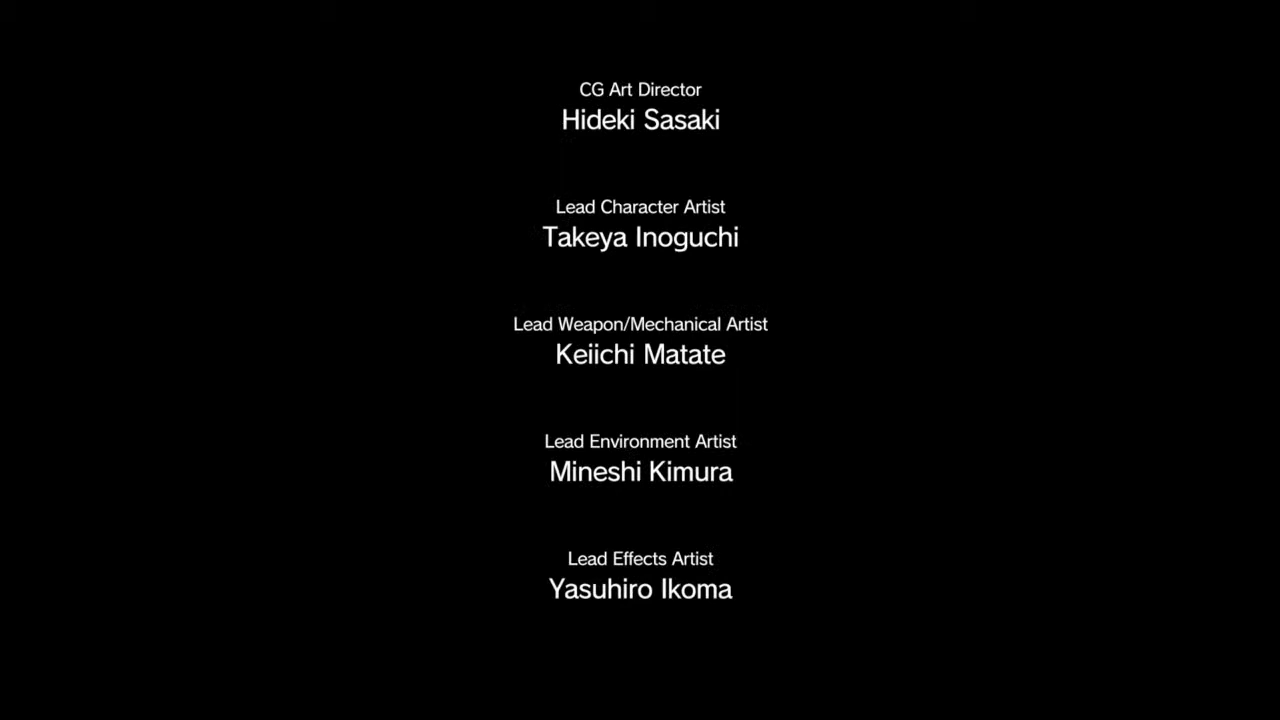 CG Art Director
Hideki Sasaki
Lead Character Artist
Takeya Inoguchi
Lead Weapon/Mechanical Artist
Keiichi Matate
Lead Environment Artist
Mineshi Kimura
Lead Effects Artist
Yasuhiro Ikoma